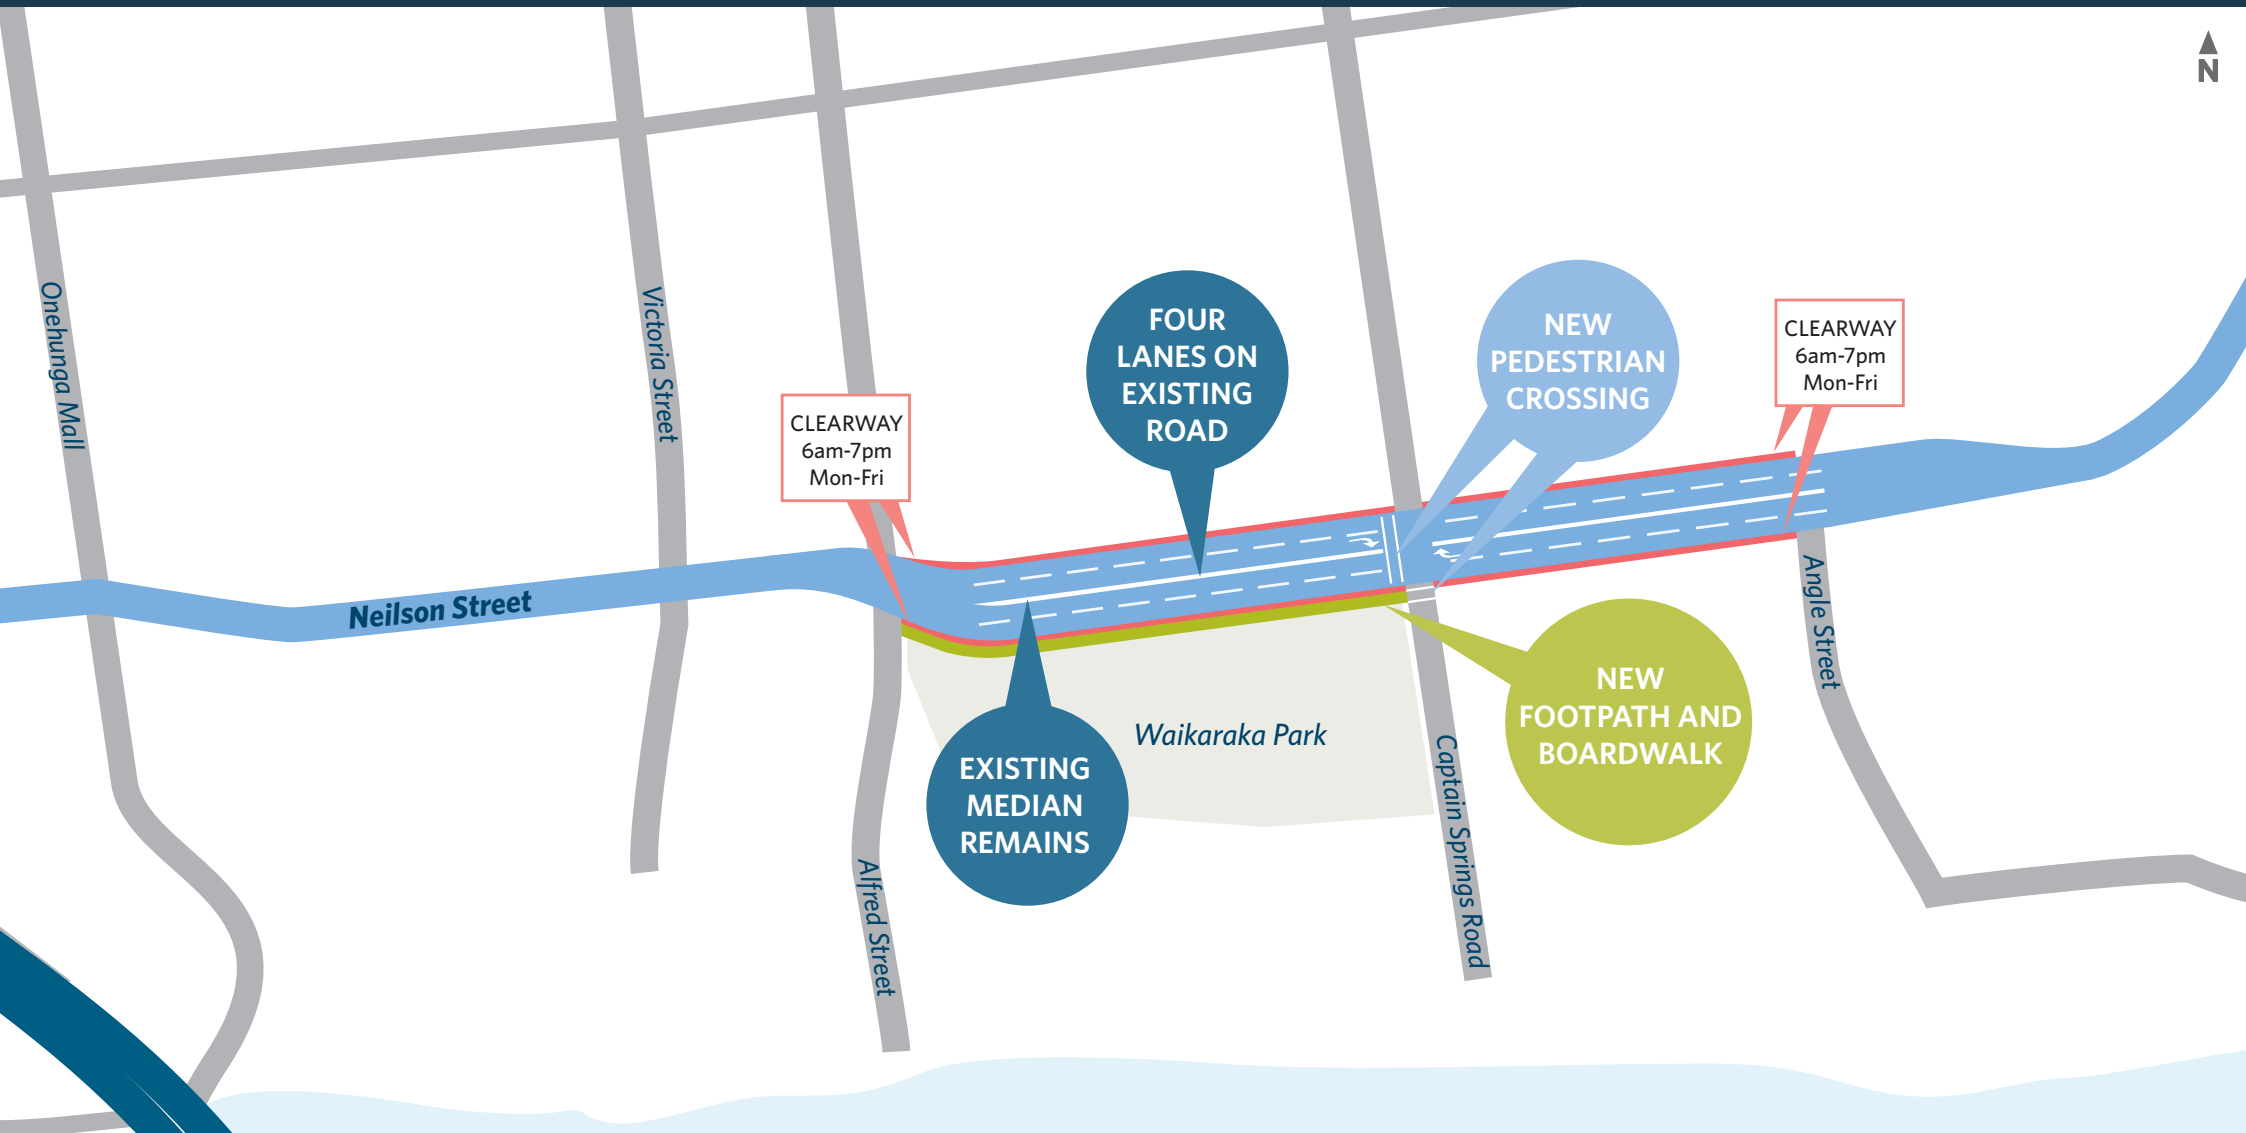 N
Onehunga Mall
Victoria Street
FOUR
LANES ON
EXISTING
ROAD
NEW
PEDESTRIAN
CROSSING
CLEARWAY
6am-7pm
Mon-Fri
CLEARWAY
6am-7pm
Mon-Fri
Neilson Street
Angle Street
NEW
FOOTPATH AND
BOARDWALK
Waikaraka Park
EXISTING
MEDIAN
REMAINS
Captain Springs Road
Alfred Street